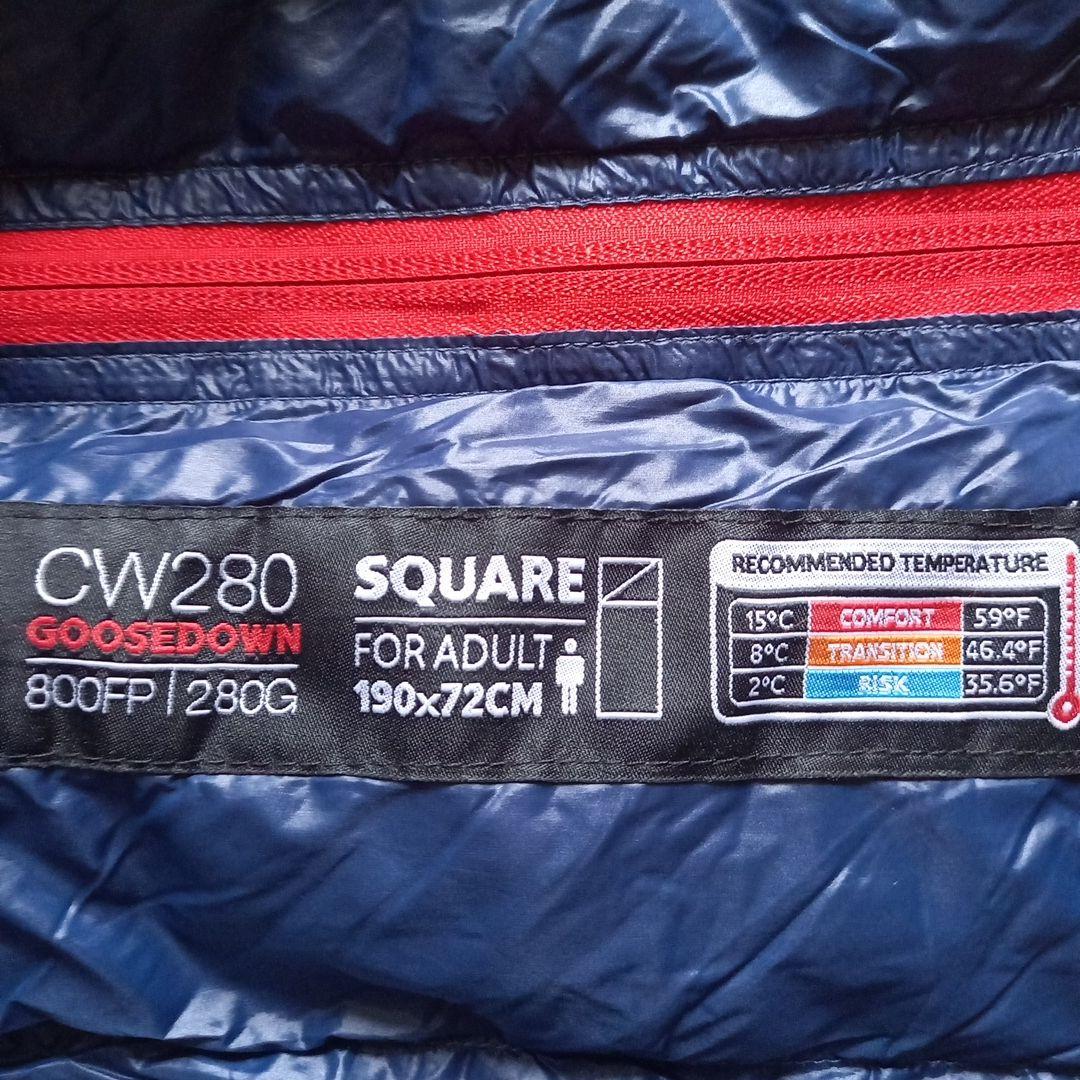 CW280
GOOSEDOWN
800FP | 280G
SQUARE
FOR ADULT
190x72CM
RECOMMENDED TEMPERATURE
15°C COMFORT 59°F
8°C TRANSITION 46.4°F
2°C RISK 35.6°F